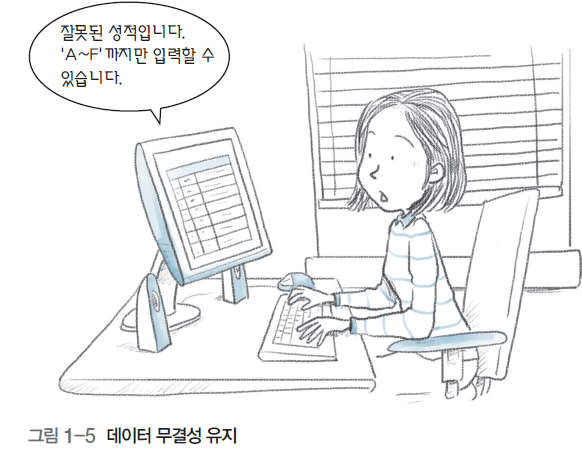 잘못된 성적입니다.
'A~F'까지만 입력할 수
있습니다.
그림 1-5 데이터 무결성 유지